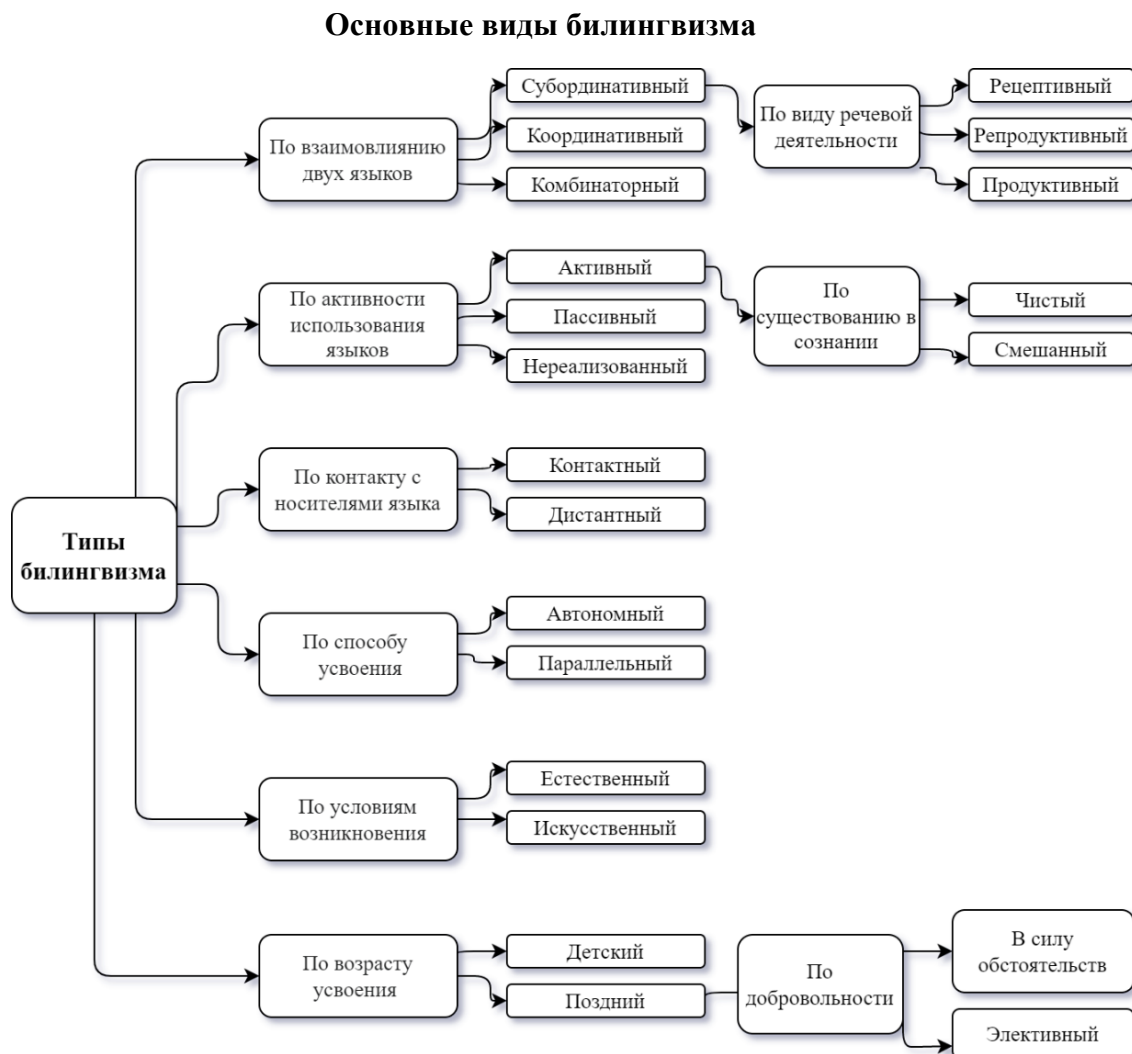 Основные виды билингвизма
Субординативный
Рецептивный
По виду речевой
деятельности
По взаимовлиянию
двух языков
Координативный
Репродуктивный
Комбинаторный
Продуктивный
Активный
По
существованию в
сознании
Чистый
По активности
использования
языков
Пассивный
Смешанный
Нереализованный
По контакту с
носителями языка
Контактный
Дистантный
Типы
билингвизма
По способу
усвоения
Автономный
Параллельный
По условиям
возникновения
Естественный
Искусственный
По возрасту
усвоения
Детский
Поздний
По
добровольности
В силу
обстоятельств
Элективный